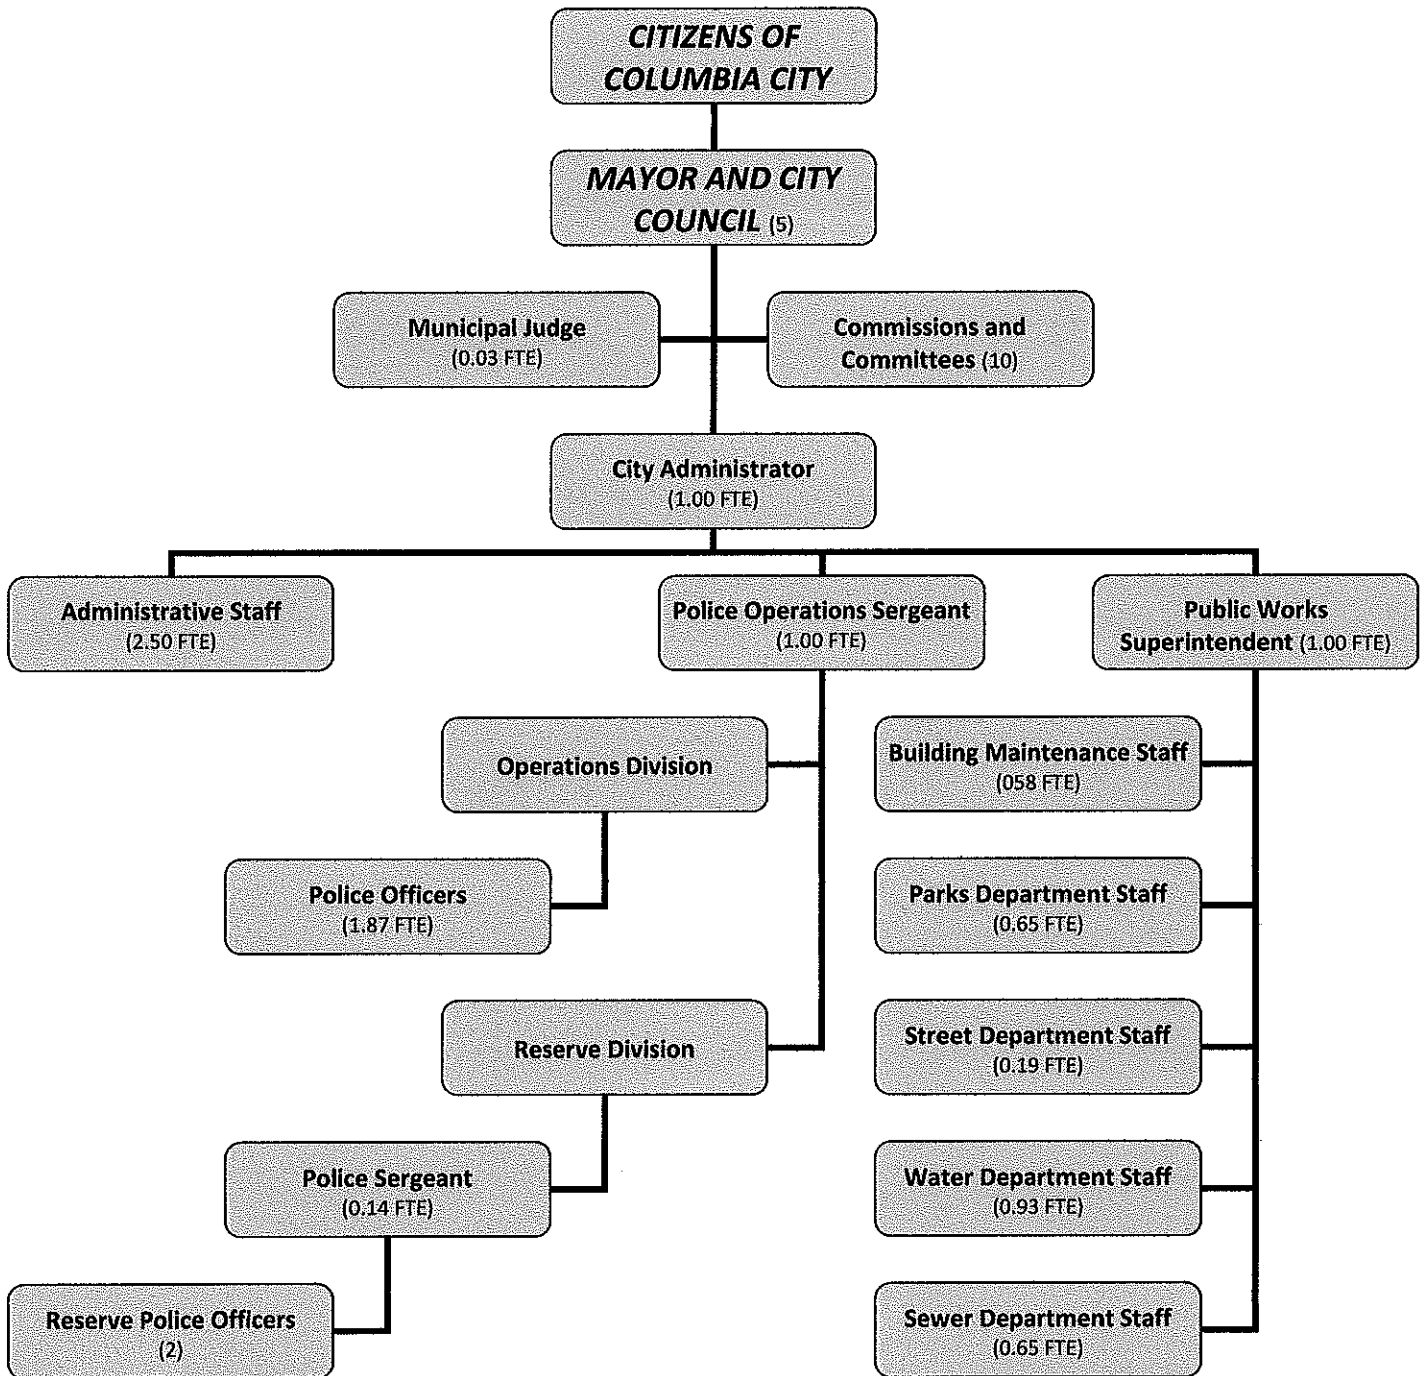 CITIZENS OF
COLUMBIA CITY
MAYOR AND CITY
COUNCIL (5)
Municipal Judge
(0.03 FTE)
Commissions and
Committees (10)
City Administrator
(1.00 FTE)
Administrative Staff
(2.50 FTE)
Police Operations Sergeant
(1.00 FTE)
Public Works
Superintendent (1.00 FTE)
Operations Division
Building Maintenance Staff
(058 FTE)
Police Officers
(1.87 FTE)
Parks Department Staff
(0.65 FTE)
Reserve Division
Street Department Staff
(0.19 FTE)
Police Sergeant
(0.14 FTE)
Water Department Staff
(0.93 FTE)
Reserve Police Officers
(2)
Sewer Department Staff
(0.65 FTE)